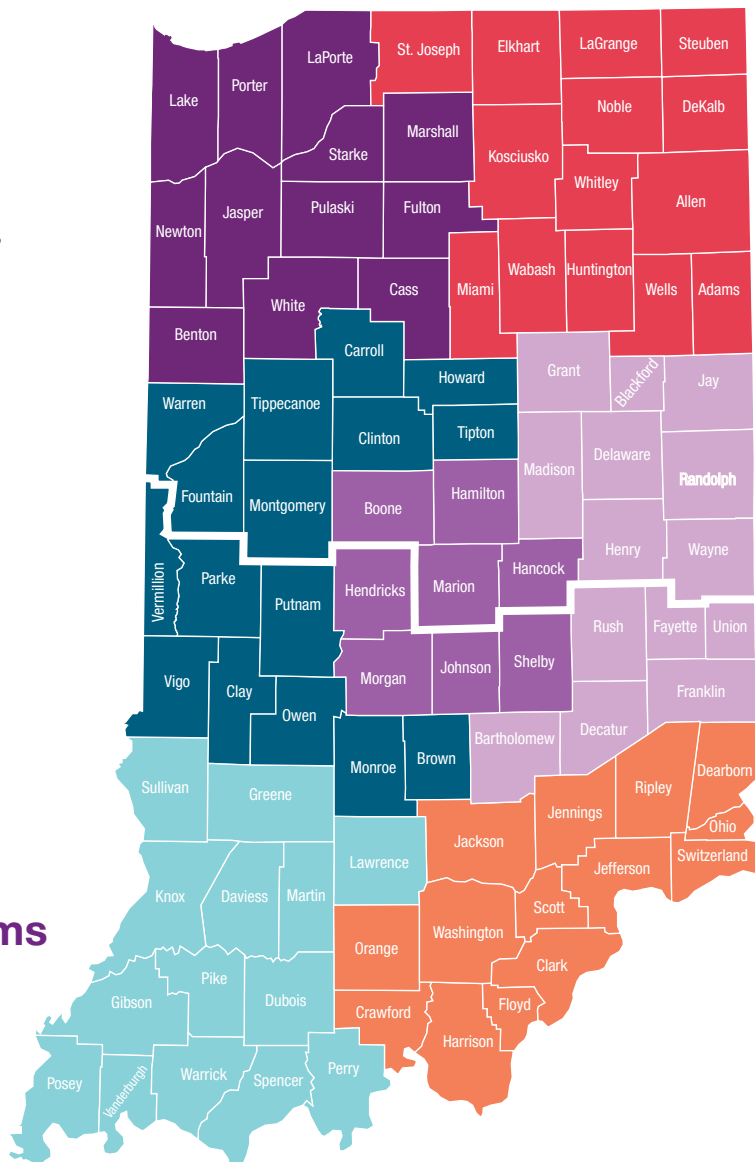 St. Joseph
Elkhart
LaGrange
Steuben
LaPorte
Porter
Lake
Noble
DeKalb
Marshall
Starke
Kosciusko
Whitley
Allen
Jasper
Pulaski
Fulton
Newton
Wabash
Huntington
Miami
Wells
Adams
Cass
White
Benton
Carroll
Howard
Grant
Blackford
Jay
Warren
Tippecanoe
Clinton
Tipton
Madison
Delaware
Randolph
Fountain
Montgomery
Boone
Hamilton
Henry
Wayne
Vermillion
Parke
Putnam
Hendricks
Marion
Hancock
Rush
Fayette
Union
Vigo
Clay
Owen
Morgan
Johnson
Shelby
Franklin
Decatur
Bartholomew
Monroe
Brown
Sullivan
Greene
Dearborn
Ripley
Jennings
Ohio
Jackson
Switzerland
Jefferson
Lawrence
Knox
Daviess
Martin
Scott
ms
Washington
Orange
Clark
Pike
Gibson
Dubois
Floyd
Crawford
Harrison
Perry
Spencer
Warrick
Vanderburgh
Posey